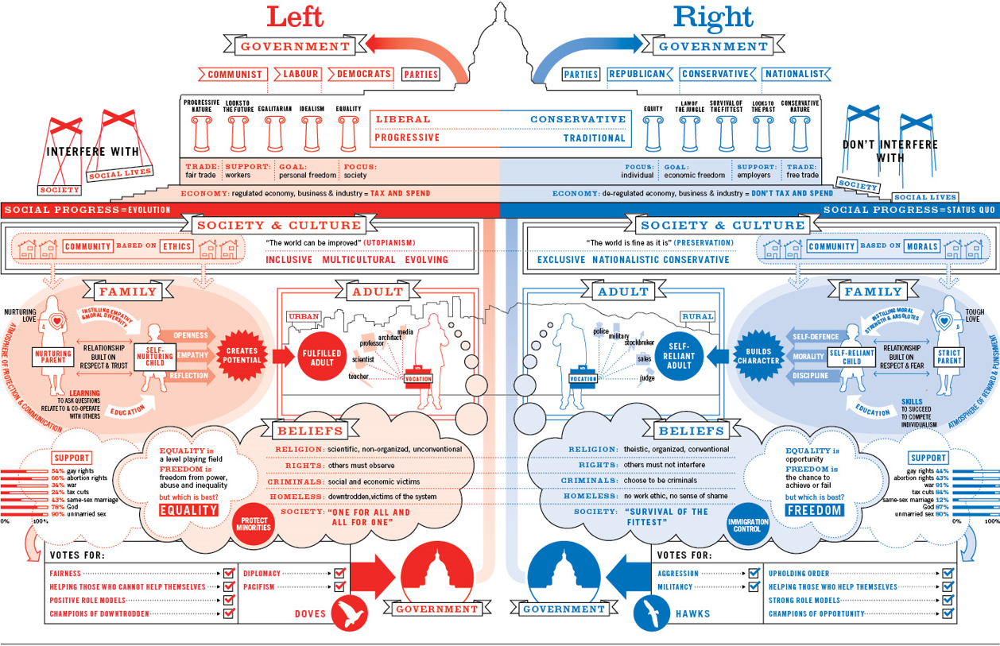 Left
Right
GOVERNMENT
GOVERNMENT
COMMUNIST
LABOUR
DEMOCRATS
PARTIES
PARTIES
REPUBLICAN
CONSERVATIVE
NATIONALIST
PROGRESSIVE
NATURE
LOOKS TO
THE FUTURE
EGALITARIAN
IDEALISM
EQUALITY
LIBERAL
PROGRESSIVE
CONSERVATIVE
TRADITIONAL
EQUITY
LAW OF
THE JUNGLE
SURVIVAL OF
THE FITTEST
LOOKS TO
THE PAST
CONSERVATIVE
NATURE
INTERFERE WITH
SOCIAL LIVES
SOCIETY
DON'T INTERFERE
WITH
SOCIETY
SOCIAL LIVES
TRADE:
fair trade
SUPPORT:
workers
GOAL:
personal freedom
FOCUS:
society
FOCUS:
individual
GOAL:
economic freedom
SUPPORT:
employers
TRADE:
free trade
ECONOMY: regulated economy, business & industry = TAX AND SPEND
ECONOMY: de-regulated economy, business & industry = DON'T TAX AND SPEND
SOCIAL PROGRESS=EVOLUTION
SOCIAL PROGRESS=STATUS QUO
SOCIETY & CULTURE
SOCIETY & CULTURE
COMMUNITY BASED ON ETHICS
"The world can be improved" (UTOPIANISM)
INCLUSIVE MULTICULTURAL EVOLVING
"The world is fine as it is" (PRESERVATION)
EXCLUSIVE NATIONALISTIC CONSERVATIVE
COMMUNITY BASED ON MORALS
FAMILY
NURTURING
LOVE
INSTILLING EMPATHY
& MORAL DIVERSITY
NURTURING
PARENT
RELATIONSHIP
BUILT ON
RESPECT & TRUST
SELF-
NURTURING
CHILD
OPENNESS
EMPATHY
REFLECTION
CREATES
POTENTIAL
LEARNING
TO ASK QUESTIONS
RELATE TO & CO-OPERATE
WITH OTHERS
EDUCATION
ATMOSPHERE OF PROTECTION & COMMUNICATION
ADULT
URBAN
FULFILLED
ADULT
media
architect
professor
scientist
teacher
VOCATION
ADULT
RURAL
police
military
stockbroker
sales
judge
VOCATION
SELF-
RELIANT
ADULT
FAMILY
BUILDS
CHARACTER
SELF-DEFENCE
MORALITY
DISCIPLINE
INSTILLING MORAL
STRENGTH & ABSOLUTES
SELF-RELIANT
CHILD
RELATIONSHIP
BUILT ON
RESPECT & FEAR
STRICT
PARENT
TOUGH
LOVE
EDUCATION
SKILLS
TO SUCCEED
TO COMPETE
INDIVIDUALISM
ATMOSPHERE OF REWARD & PUNISHMENT
BELIEFS
RELIGION: scientific, non-organized, unconventional
RIGHTS: others must observe
CRIMINALS: social and economic victims
HOMELESS: downtrodden, victims of the system
SOCIETY: "ONE FOR ALL AND
ALL FOR ONE"
BELIEFS
RELIGION: theistic, organized, conventional
RIGHTS: others must not interfere
CRIMINALS: choose to be criminals
HOMELESS: no work ethic, no sense of shame
SOCIETY: "SURVIVAL OF THE
FITTEST"
SUPPORT
54% gay rights
66% abortion rights
34% war
24% tax cuts
43% same-sex marriage
78% God
90% unmarried sex
0% 100%
EQUALITY is
a level playing field
FREEDOM is
freedom from power,
abuse and inequality
but which is best?
EQUALITY
PROTECT
MINORITIES
IMMIGRATION
CONTROL
EQUALITY is
opportunity
FREEDOM is
the chance to
achieve or fail
but which is best?
FREEDOM
SUPPORT
gay rights 44%
abortion rights 43%
war 91%
tax cuts 84%
same-sex marriage 12%
God 87%
unmarried sex 80%
0% 100%
VOTES FOR:
FAIRNESS
HELPING THOSE WHO CANNOT HELP THEMSELVES
POSITIVE ROLE MODELS
CHAMPIONS OF DOWNTRODDEN
DIPLOMACY
PACIFISM
DOVES
GOVERNMENT
GOVERNMENT
VOTES FOR:
AGGRESSION
MILITANCY
HAWKS
UPHOLDING ORDER
HELPING THOSE WHO HELP THEMSELVES
STRONG ROLE MODELS
CHAMPIONS OF OPPORTUNITY